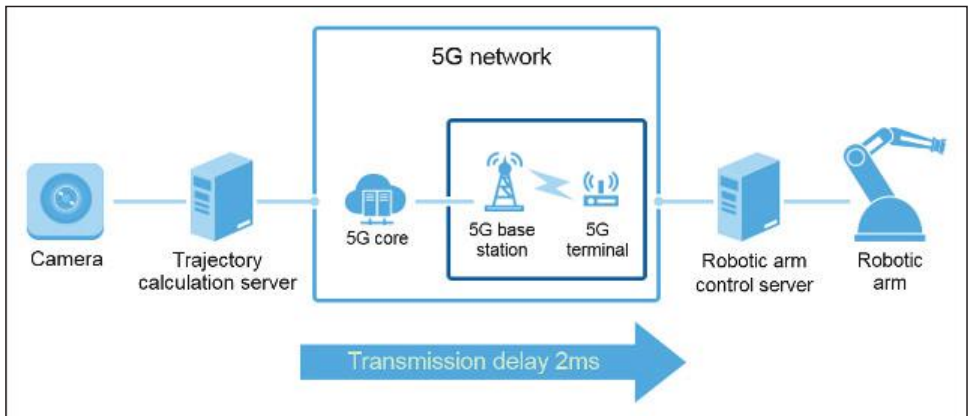 5G network
5G core
5G base
station
5G
terminal
Camera
Trajectory
calculation server
Robotic arm
control server
Robotic
arm
Transmission delay 2ms